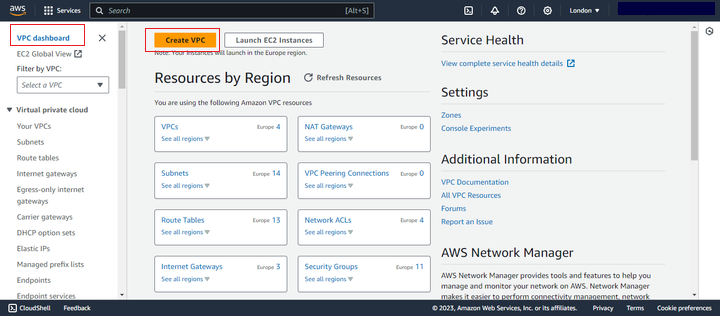 aws
Services
Search
[Alt+S]
London
VPC dashboard
EC2 Global View
Filter by VPC:
Select a VPC
Virtual private cloud
Your VPCs
Subnets
Route tables
Internet gateways
Egress-only internet
gateways
Carrier gateways
DHCP option sets
Elastic IPs
Managed prefix lists
Endpoints
Endpoint services
Create VPC
Launch EC2 Instances
Note: Your Instances will launch in the Europe region.
Resources by Region
Refresh Resources
You are using the following Amazon VPC resources
VPCs Europe 4
See all regions
NAT Gateways Europe 0
See all regions
Subnets Europe 14
See all regions
VPC Peering Connections Europe 0
See all regions
Route Tables Europe 13
See all regions
Network ACLs Europe 4
See all regions
Internet Gateways Europe 3
See all regions
Security Groups Europe 11
See all regions
Service Health
View complete service health details
Settings
Zones
Console Experiments
Additional Information
VPC Documentation
All VPC Resources
Forums
Report an Issue
AWS Network Manager
AWS Network Manager provides tools and features to help you
manage and monitor your network on AWS. Network Manager
makes it easier to perform connectivity management, network
CloudShell
Feedback
© 2023, Amazon Web Services, Inc. or its affiliates.
Privacy
Terms
Cookie preferences